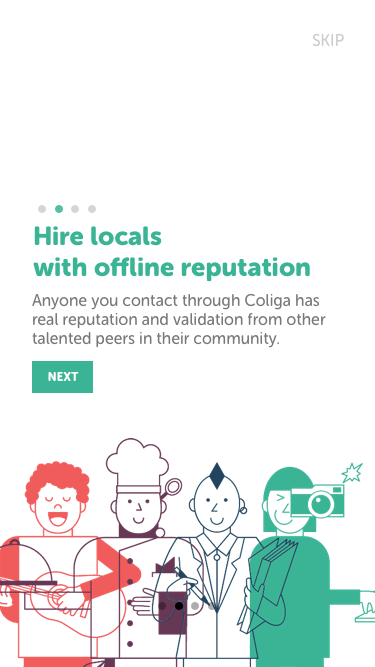 SKIP
Hire locals
with offline reputation
Anyone you contact through Coliga has
real reputation and validation from other
talented peers in their community.
NEXT